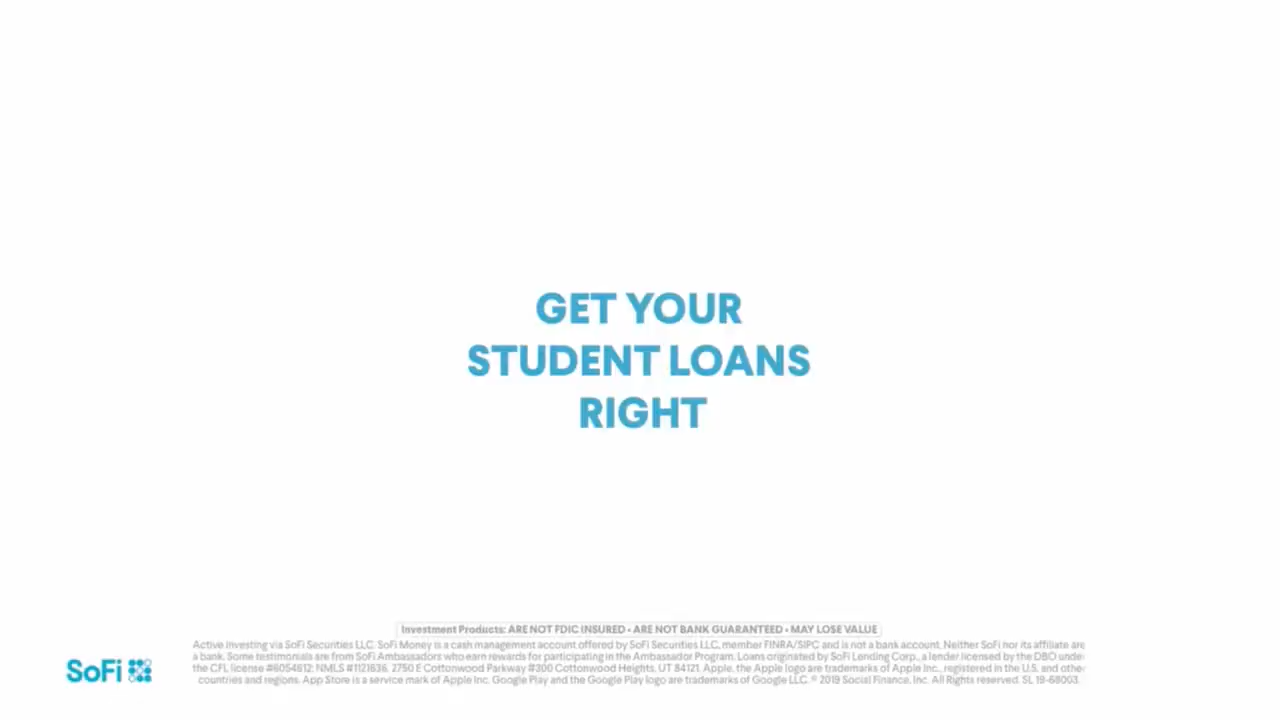 GET YOUR
STUDENT LOANS
RIGHT
Investment Products: ARE NOT FDIC INSURED • ARE NOT BANK GUARANTEED • MAY LOSE VALUE
Active investing via SoFi Securities LLC. SoFi Money is a cash management account offered by SoFi Securities LLC, member FINRA/SIPC and is not a bank account. Neither SoFi nor its affiliate are
a bank. Some testimonials are from SoFi Ambassadors who earn rewards for participating in the Ambassador Program. Loans originated by SoFi Lending Corp., a lender licensed by the DBO under
the CFL license #6054612; NMLS #1121636. 2750 E Cottonwood Parkway #300 Cottonwood Heights, UT 84121. Apple, the Apple logo are trademarks of Apple Inc., registered in the U.S. and other
countries and regions. App Store is a service mark of Apple Inc. Google Play and the Google Play logo are trademarks of Google LLC. © 2019 Social Finance, Inc. All Rights reserved. SL 19-68003.
SoFi